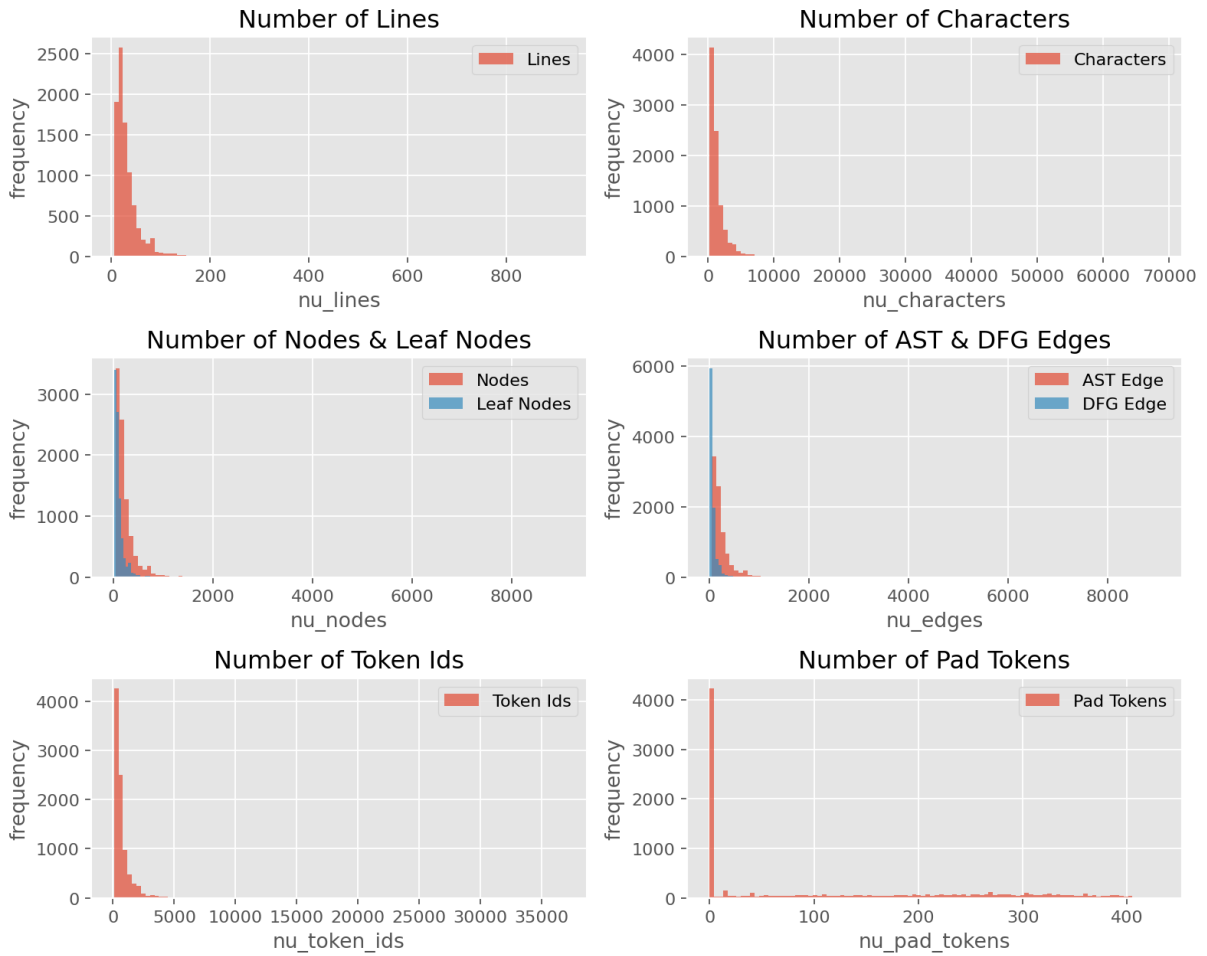 Number of Lines
Lines
2500
2000
1500
1000
500
0
frequency
0 200 400 600 800
nu_lines
Number of Characters
Characters
4000
3000
2000
1000
0
frequency
0 10000 20000 30000 40000 50000 60000 70000
nu_characters
Number of Nodes & Leaf Nodes
Nodes
Leaf Nodes
3000
2000
1000
0
frequency
0 2000 4000 6000 8000
nu_nodes
Number of AST & DFG Edges
AST Edge
DFG Edge
6000
4000
2000
0
frequency
0 2000 4000 6000 8000
nu_edges
Number of Token Ids
Token Ids
4000
3000
2000
1000
0
frequency
0 5000 10000 15000 20000 25000 30000 35000
nu_token_ids
Number of Pad Tokens
Pad Tokens
4000
3000
2000
1000
0
frequency
0 100 200 300 400
nu_pad_tokens